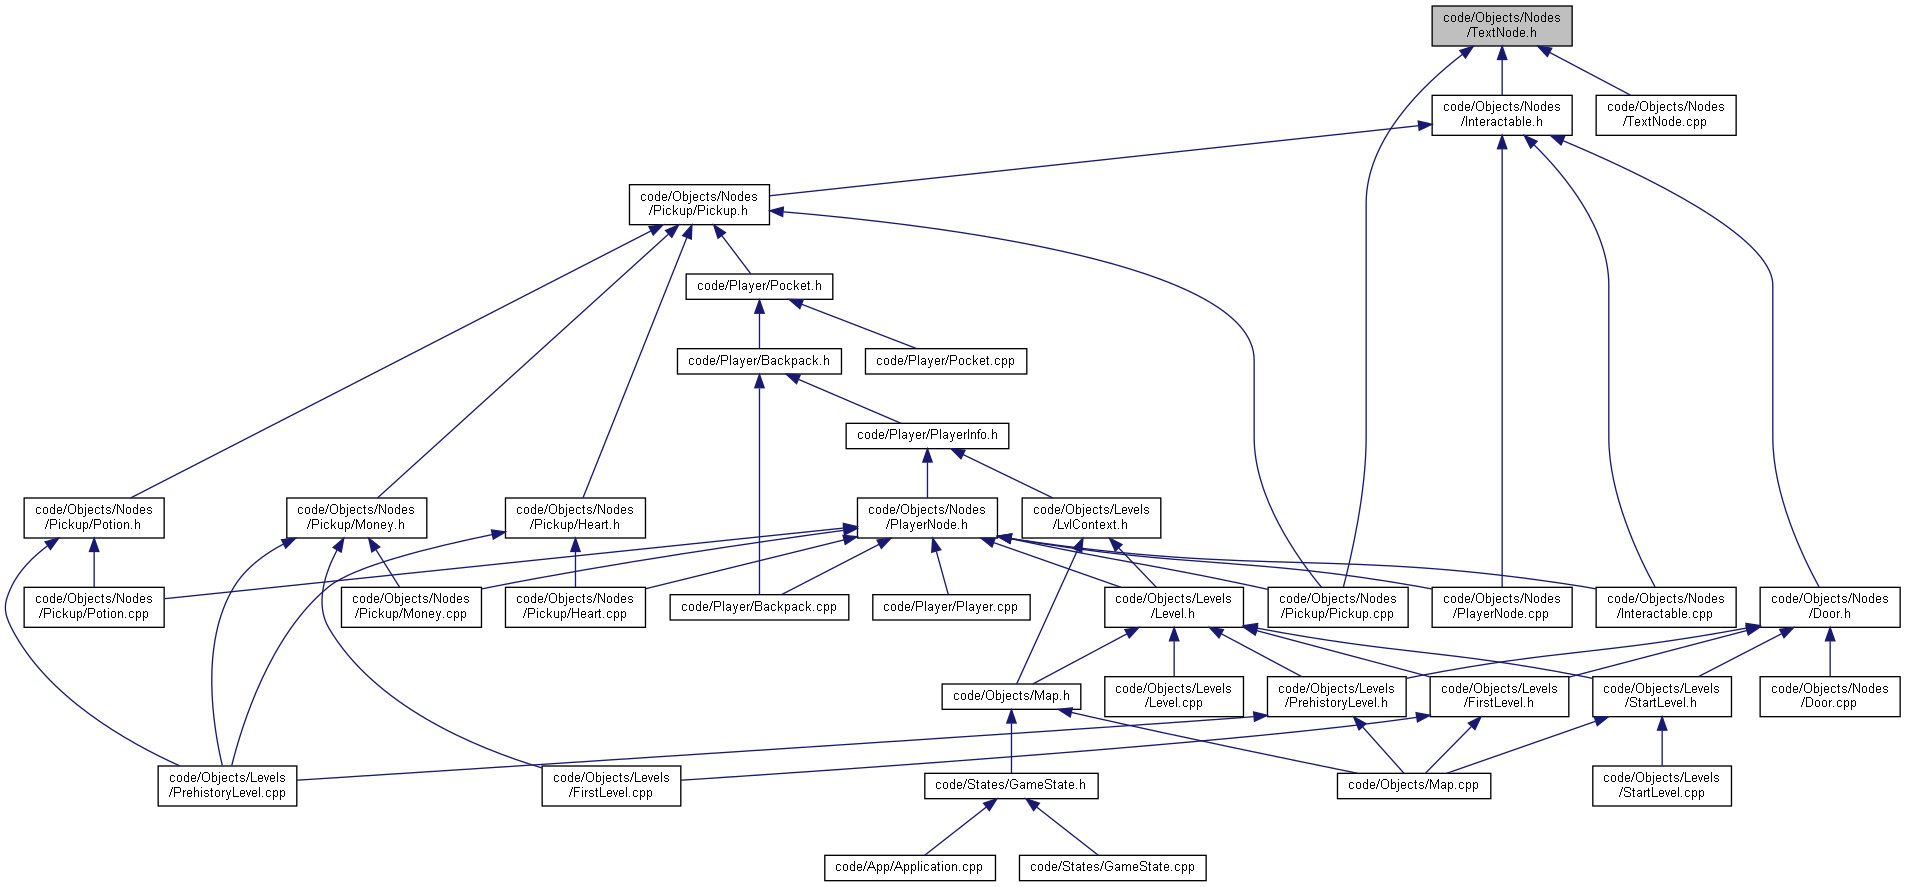 code/Objects/Nodes
/TextNode.h
code/Objects/Nodes
/Interactable.h
code/Objects/Nodes
/TextNode.cpp
code/Objects/Nodes
/Pickup/Pickup.h
code/Player/Pocket.h
code/Player/Backpack.h
code/Player/Pocket.cpp
code/Player/PlayerInfo.h
code/Objects/Nodes
/Pickup/Potion.h
code/Objects/Nodes
/Pickup/Money.h
code/Objects/Nodes
/Pickup/Heart.h
code/Objects/Nodes
/PlayerNode.h
code/Objects/Levels
/LvlContext.h
code/Objects/Nodes
/Pickup/Potion.cpp
code/Objects/Nodes
/Pickup/Money.cpp
code/Objects/Nodes
/Pickup/Heart.cpp
code/Player/Backpack.cpp
code/Player/Player.cpp
code/Objects/Levels
/Level.h
code/Objects/Nodes
/Pickup/Pickup.cpp
code/Objects/Nodes
/PlayerNode.cpp
code/Objects/Nodes
/Interactable.cpp
code/Objects/Nodes
/Door.h
code/Objects/Map.h
code/Objects/Levels
/Level.cpp
code/Objects/Levels
/PrehistoryLevel.h
code/Objects/Levels
/FirstLevel.h
code/Objects/Levels
/StartLevel.h
code/Objects/Nodes
/Door.cpp
code/Objects/Levels
/PrehistoryLevel.cpp
code/Objects/Levels
/FirstLevel.cpp
code/States/GameState.h
code/Objects/Map.cpp
code/Objects/Levels
/StartLevel.cpp
code/App/Application.cpp
code/States/GameState.cpp